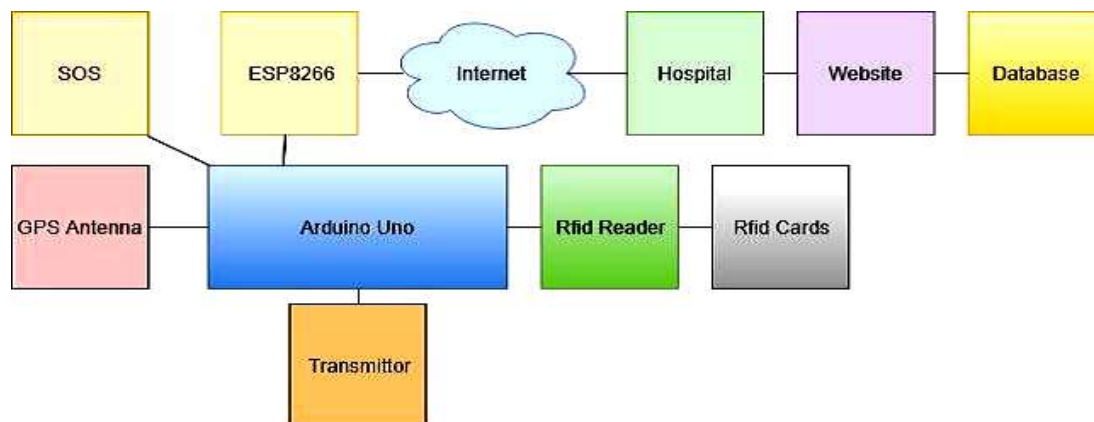 SOS
ESP8266
Internet
Hospital
Website
Database
GPS Antenna
Arduino Uno
Rfid Reader
Rfid Cards
Transmittor